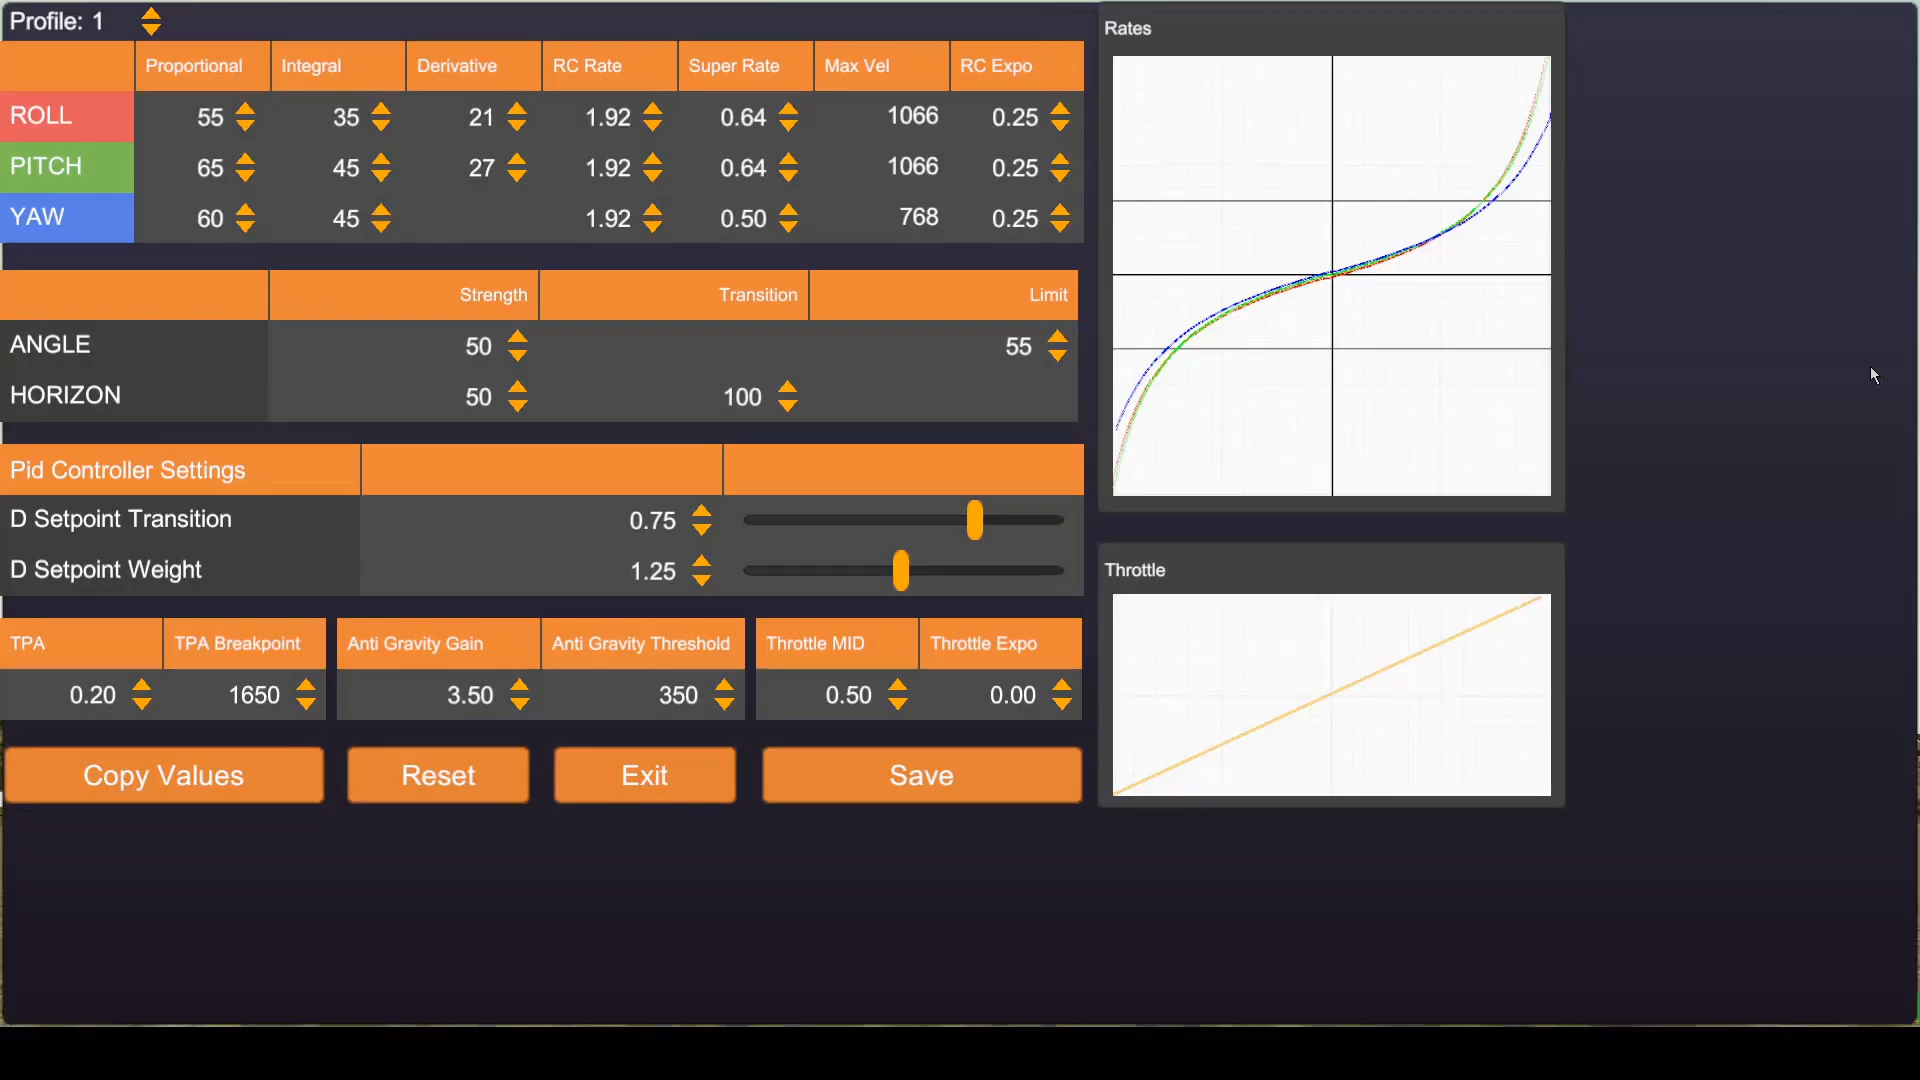 Profile: 1
Proportional Integral Derivative RC Rate Super Rate Max Vel RC Expo
ROLL 55 35 21 1.92 0.64 1066 0.25
PITCH 65 45 27 1.92 0.64 1066 0.25
YAW 60 45 1.92 0.50 768 0.25
Strength Transition Limit
ANGLE 50 55
HORIZON 50 100
Pid Controller Settings
D Setpoint Transition 0.75
D Setpoint Weight 1.25
TPA TPA Breakpoint Anti Gravity Gain Anti Gravity Threshold Throttle MID Throttle Expo
0.20 1650 3.50 350 0.50 0.00
Copy Values Reset Exit Save
Rates
Throttle